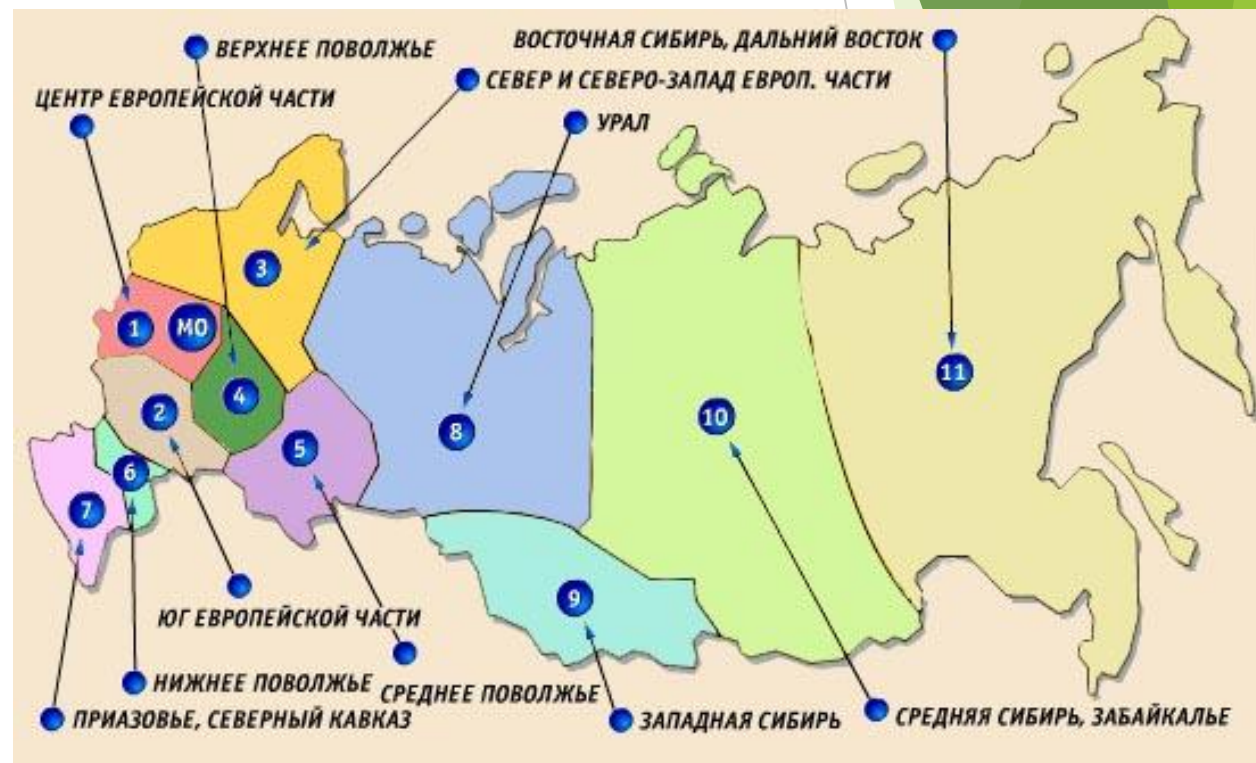 ВЕРХНЕЕ ПОВОЛЖЬЕ
ВОСТОЧНАЯ СИБИРЬ, ДАЛЬНИЙ ВОСТОК
ЦЕНТР ЕВРОПЕЙСКОЙ ЧАСТИ
СЕВЕР И СЕВЕРО-ЗАПАД ЕВРОП. ЧАСТИ
УРАЛ
3
1
МО
11
4
2
10
8
5
6
7
9
ЮГ ЕВРОПЕЙСКОЙ ЧАСТИ
НИЖНЕЕ ПОВОЛЖЬЕ
СРЕДНЕЕ ПОВОЛЖЬЕ
ПРИАЗОВЬЕ, СЕВЕРНЫЙ КАВКАЗ
ЗАПАДНАЯ СИБИРЬ
СРЕДНЯЯ СИБИРЬ, ЗАБАЙКАЛЬЕ